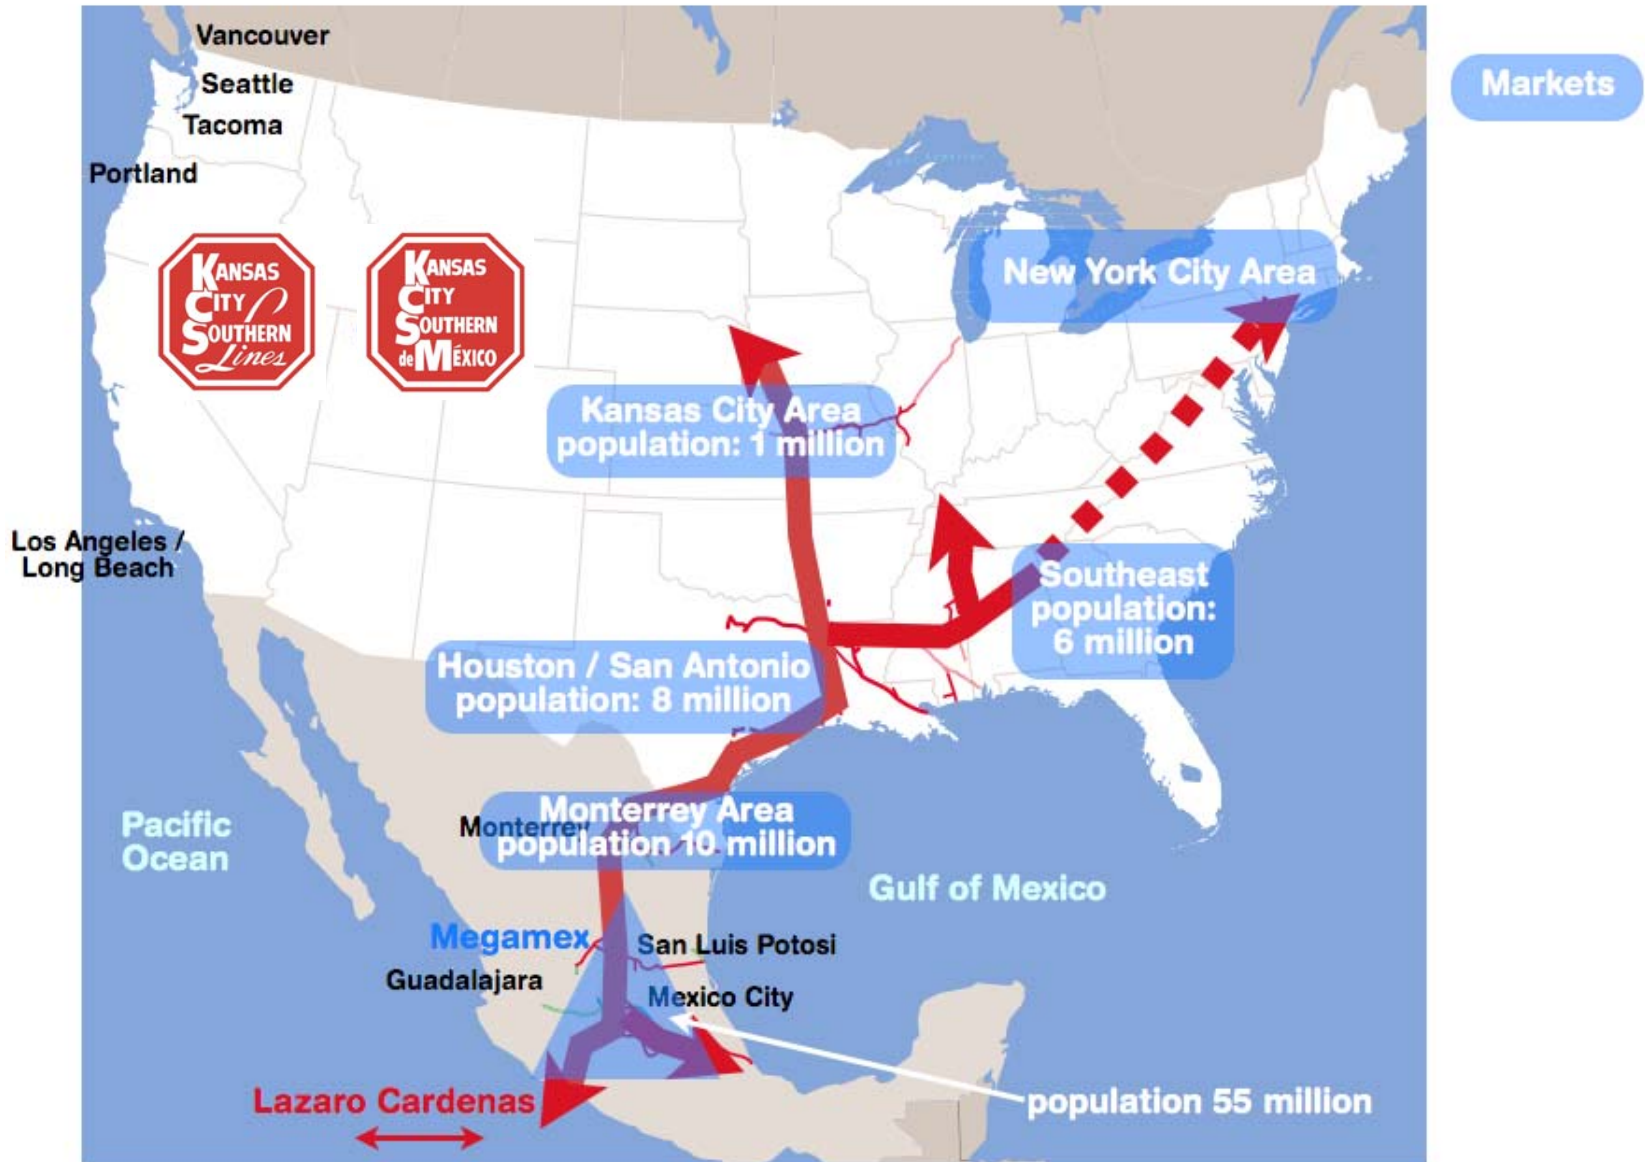 Vancouver
Seattle
Tacoma
Portland
Markets
KANSAS
CITY
SOUTHERN
Lines
KANSAS
CITY
SOUTHERN
de MÉXICO
New York City Area
Kansas City Area
population: 1 million
Los Angeles /
Long Beach
Southeast
population:
6 million
Houston / San Antonio
population: 8 million
Monterrey Area
population 10 million
Monterrey
Pacific
Ocean
Gulf of Mexico
Megamex
San Luis Potosi
Guadalajara
Mexico City
Lazaro Cardenas
population 55 million